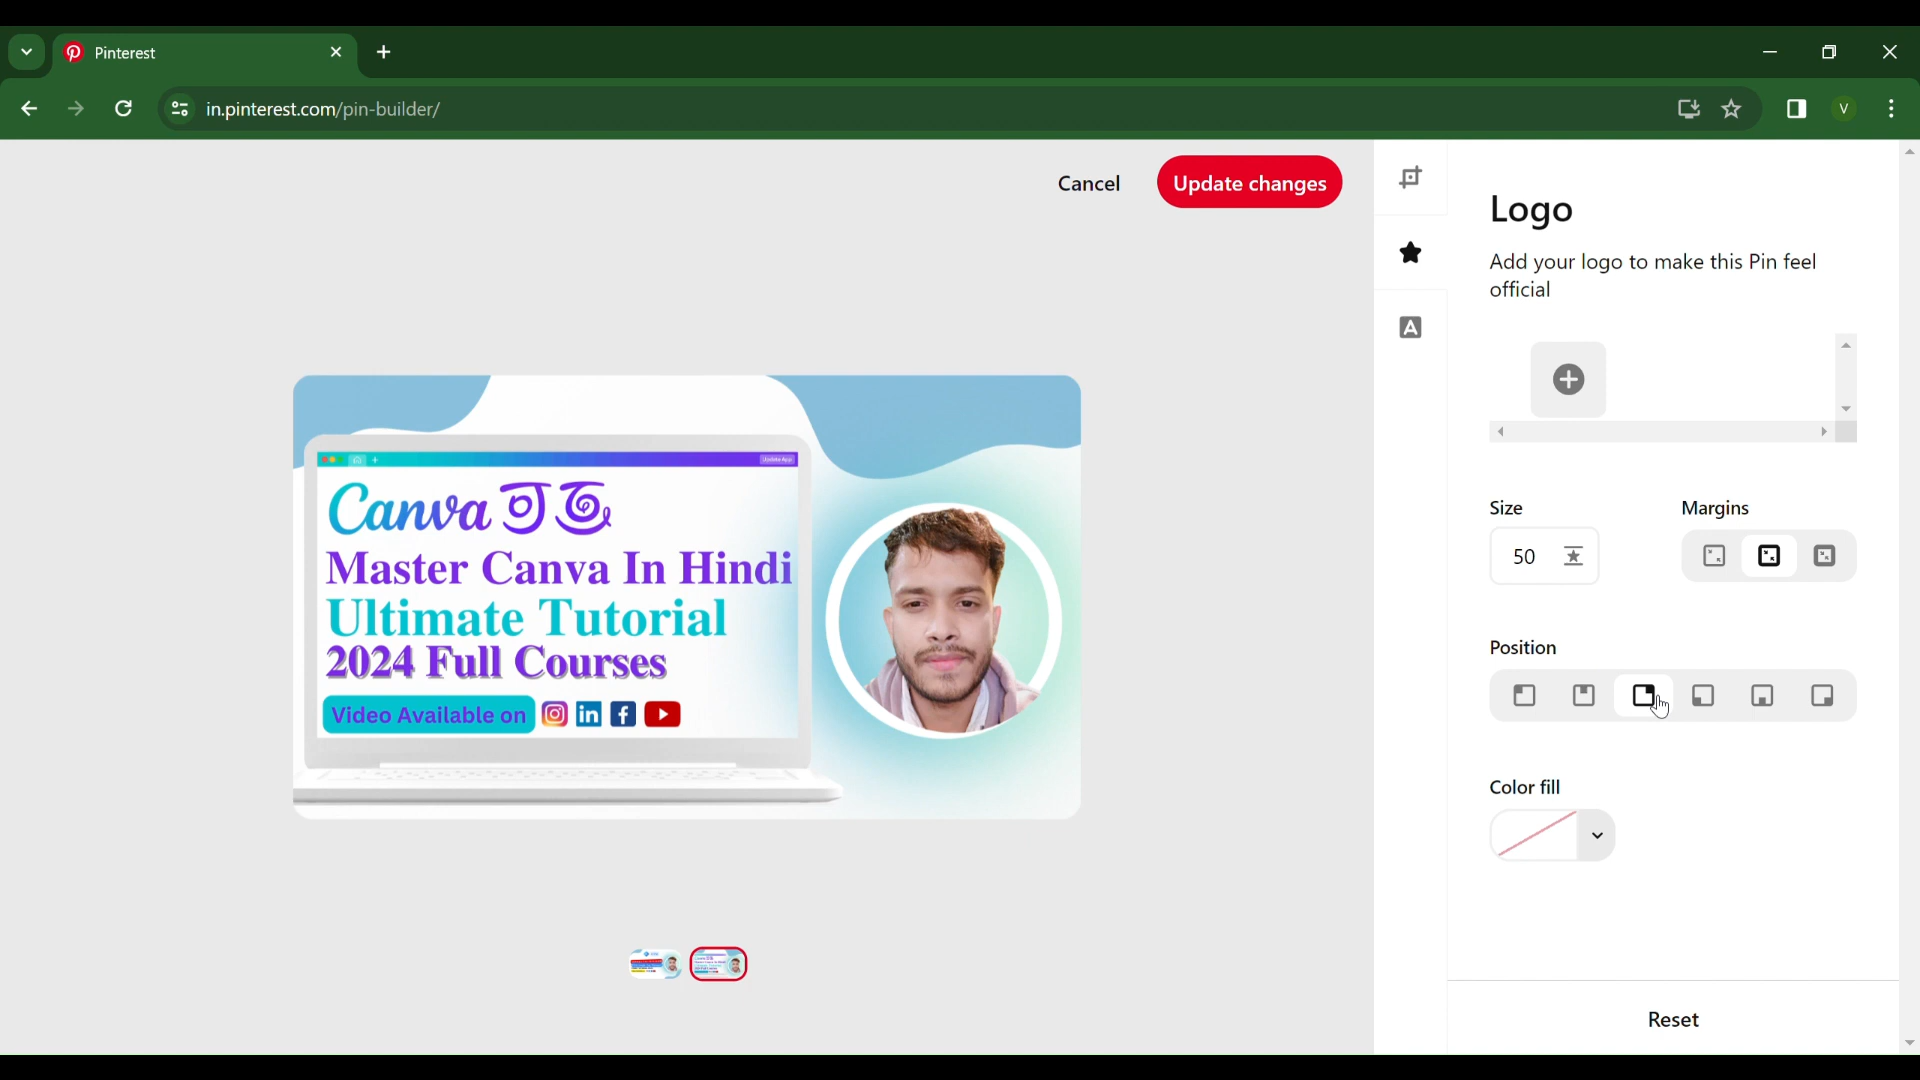 Pinterest
in.pinterest.com/pin-builder/
V
Cancel
Update changes
Logo
Add your logo to make this Pin feel
official
A
Update App
Canva
Master Canva In Hindi
Ultimate Tutorial
2024 Full Courses
Video Available on
Size
Margins
50
Position
Color fill
Reset